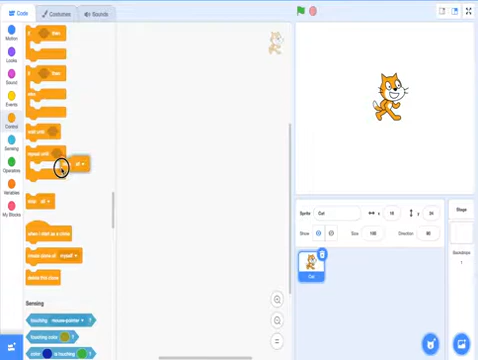 Code
Costumes
Sounds
Motion
Looks
Sound
Events
Control
Sensing
Operators
Variables
My Blocks
if then
if then
else
wait until
repeat until
all
stop all
when I start as a clone
create clone of myself
delete this clone
Sensing
touching mouse-pointer ?
touching color ?
color is touching ?
Sprite
Cat
Show
Size
100
Direction
90
Cat
Stage
Backdrops
1